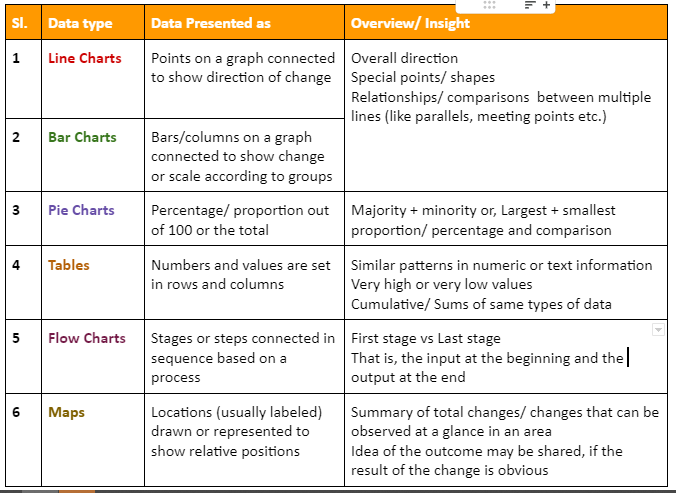 Sl. Data type Data Presented as Overview/ Insight
1 Line Charts Points on a graph connected Overall direction
to show direction of change Special points/ shapes
Relationships/ comparisons between multiple
lines (like parallels, meeting points etc.)
2 Bar Charts Bars/columns on a graph
connected to show change
or scale according to groups
3 Pie Charts Percentage/ proportion out Majority + minority or, Largest + smallest
of 100 or the total proportion/ percentage and comparison
4 Tables Numbers and values are set Similar patterns in numeric or text information
in rows and columns Very high or very low values
Cumulative/ Sums of same types of data
5 Flow Charts Stages or steps connected in First stage vs Last stage
sequence based on a That is, the input at the beginning and the
process output at the end
6 Maps Locations (usually labeled) Summary of total changes/ changes that can be
drawn or represented to observed at a glance in an area
show relative positions Idea of the outcome may be shared, if the
result of the change is obvious